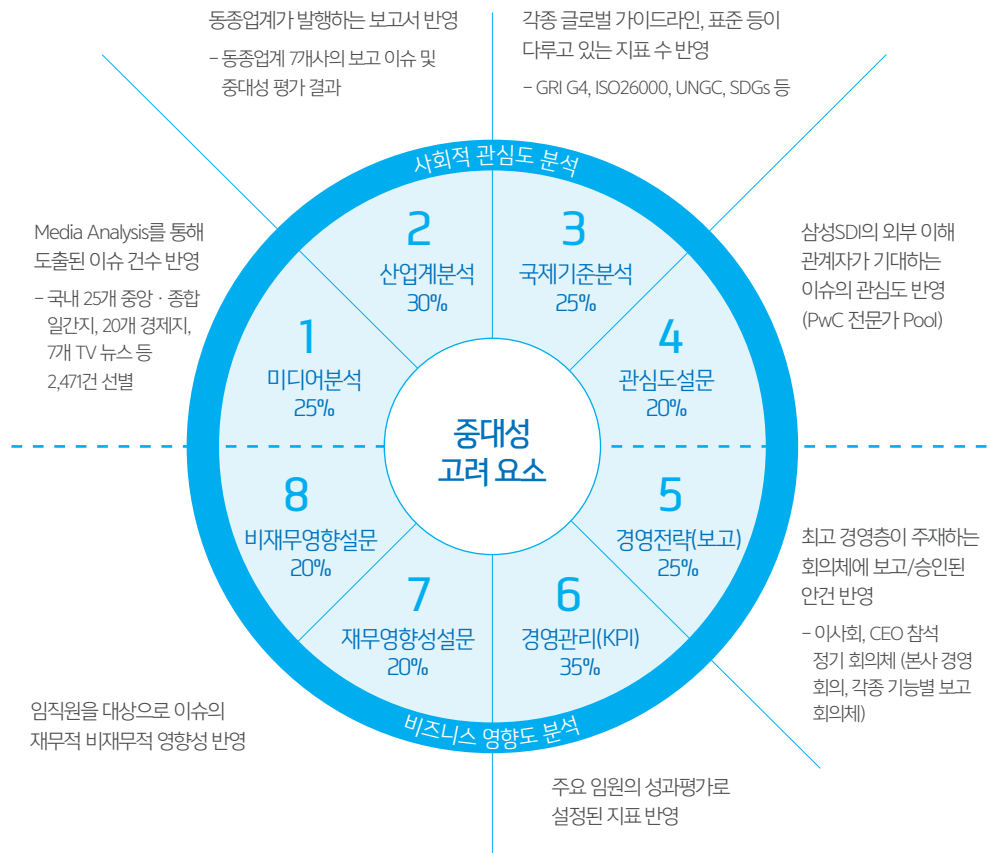 동종업계가 발행하는 보고서 반영
– 동종업계 7개사의 보고 이슈 및
중대성 평가 결과
각종 글로벌 가이드라인, 표준 등이
다루고 있는 지표 수 반영
– GRI G4, ISO26000, UNGC, SDGs 등
Media Analysis를 통해
도출된 이슈 건수 반영
– 국내 25개 중앙 · 종합
일간지, 20개 경제지,
7개 TV 뉴스 등
2,471건 선별
삼성SDI의 외부 이해
관계자가 기대하는
이슈의 관심도 반영
(PwC 전문가 Pool)
사회적 관심도 분석
1
미디어분석
25%
2
산업계분석
30%
3
국제기준분석
25%
4
관심도설문
20%
중대성
고려 요소
5
경영전략(보고)
25%
6
경영관리(KPI)
35%
7
재무영향성설문
20%
8
비재무영향설문
20%
비즈니스 영향도 분석
최고 경영층이 주재하는
회의체에 보고/승인된
안건 반영
– 이사회, CEO 참석
정기 회의체 (본사 경영
회의, 각종 기능별 보고
회의체)
주요 임원의 성과평가로
설정된 지표 반영
임직원을 대상으로 이슈의
재무적 비재무적 영향성 반영